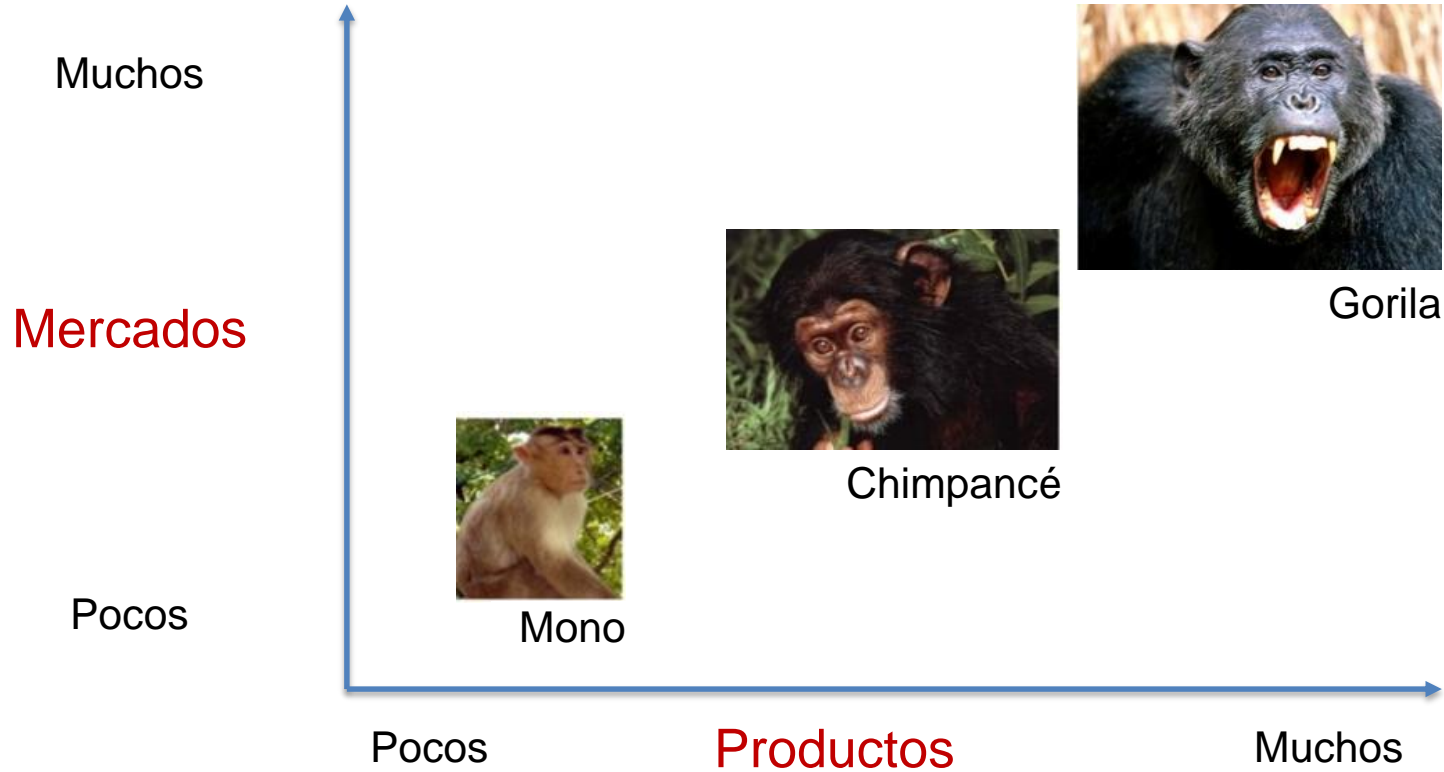 Muchos
Gorila
Mercados
Chimpancé
Pocos
Mono
Pocos
Productos
Muchos